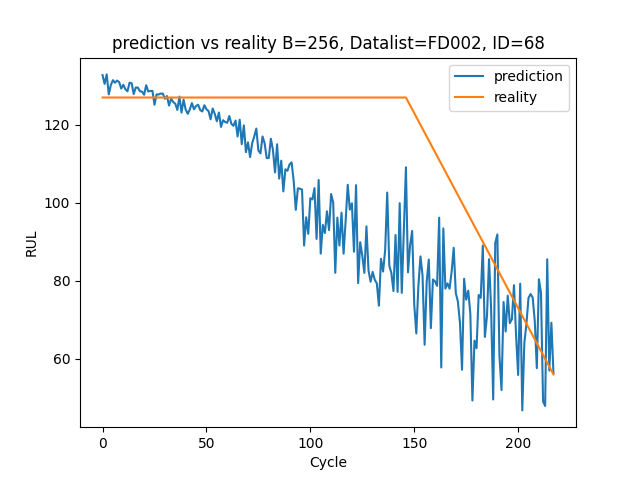 prediction vs reality B=256, Datalist=FD002, ID=68
prediction
reality
120
100
80
60
RUL
0
50
100
150
200
Cycle